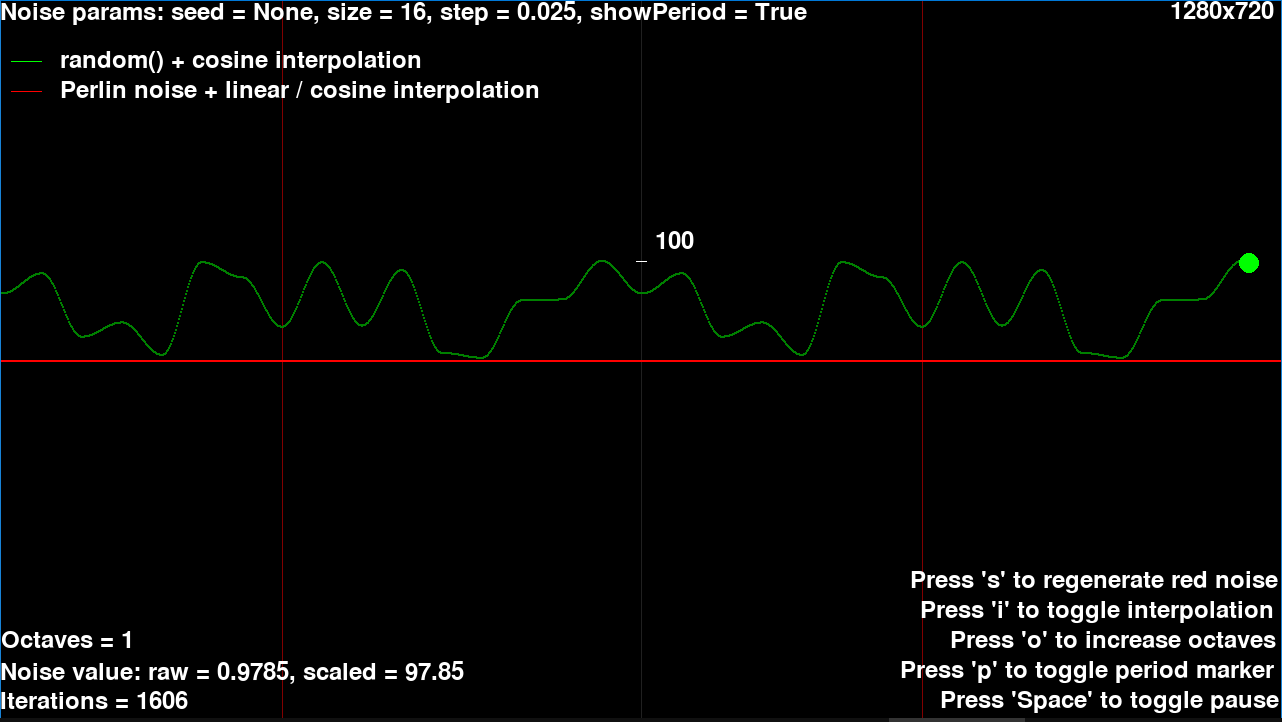 Noise params: seed = None, size = 16, step = 0.025, showPeriod = True
1280x720
random() + cosine interpolation
Perlin noise + linear / cosine interpolation
100
Press 's' to regenerate red noise
Press 'i' to toggle interpolation
Press 'o' to increase octaves
Press 'p' to toggle period marker
Press 'Space' to toggle pause
Octaves = 1
Noise value: raw = 0.9785, scaled = 97.85
Iterations = 1606